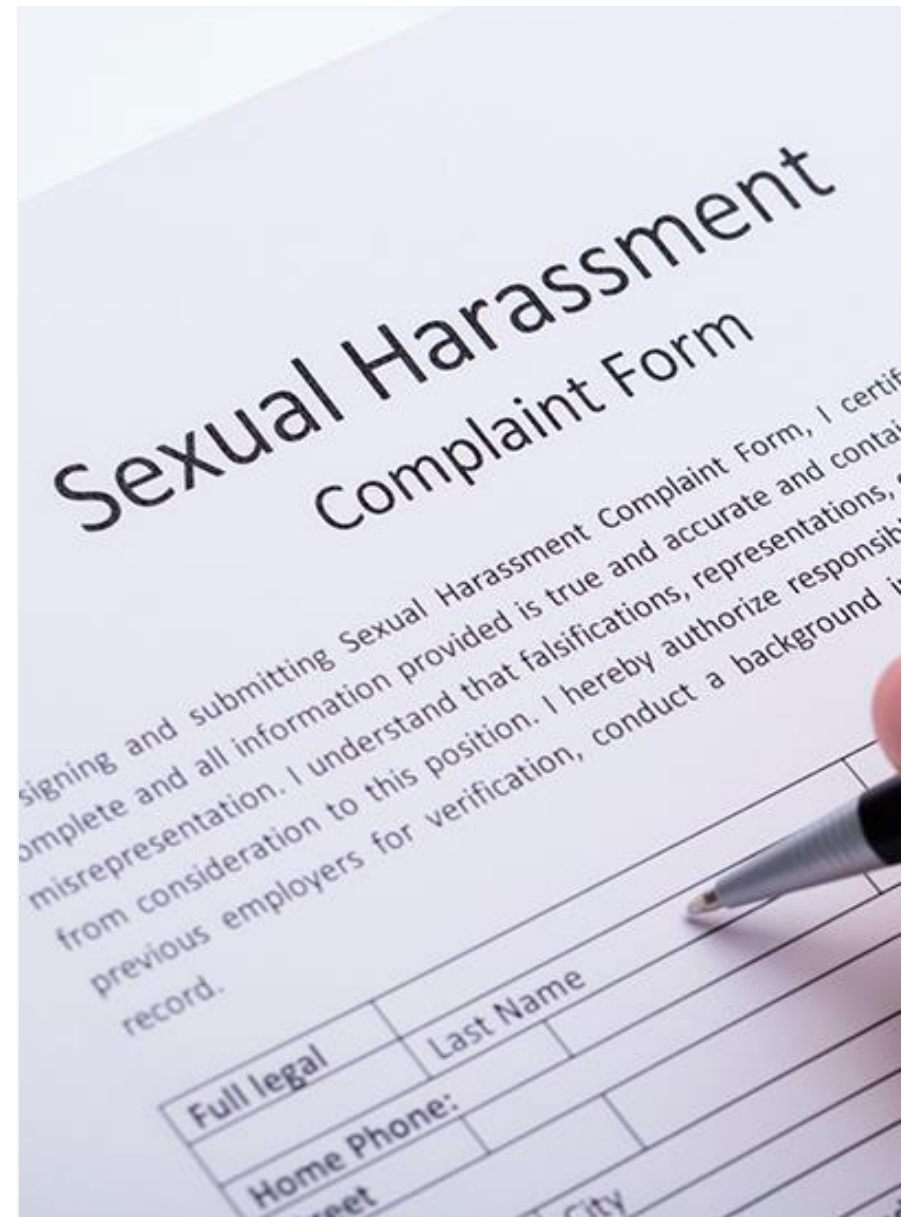 Sexual Harassment
Complaint Form
signing and submitting Sexual Harassment Complaint Form, I certif
omplete and all information provided is true and accurate and contai
misrepresentation. I understand that falsifications, representations,
from consideration to this position. I hereby authorize responsib
previous employers for verification, conduct a background
record.
Full legal
Last Name
Home Phone:
reet
City